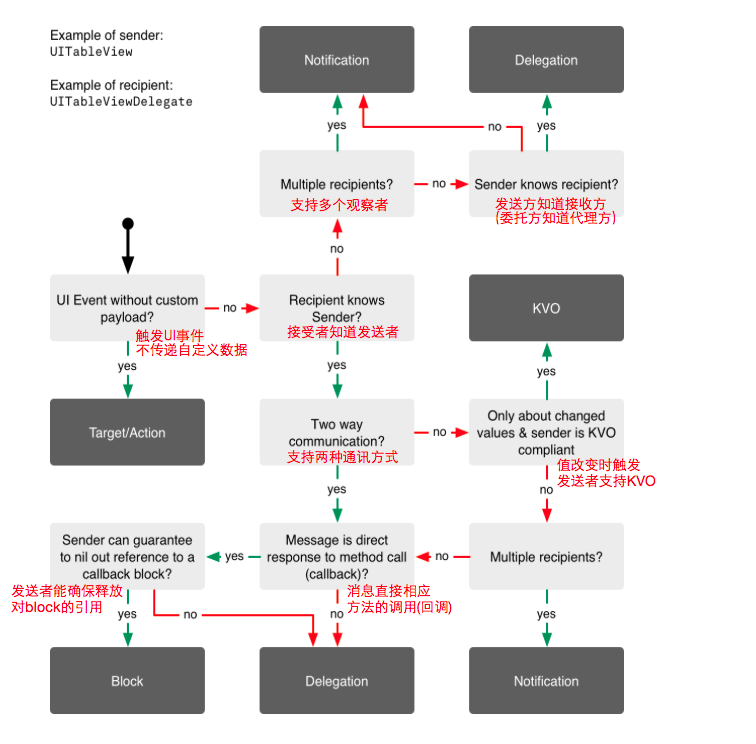 Example of sender:
UITableView
Example of recipient:
UITableViewDelegate
Notification
Delegation
yes
no
yes
Multiple recipients?
支持多个观察者
no
Sender knows recipient?
发送方知道接收方
(委托方知道代理方)
no
UI Event without custom
payload?
触发UI事件
不传递自定义数据
no
Recipient knows
Sender?
接受者知道发送者
KVO
yes
yes
yes
Target/Action
Two way
communication?
支持两种通讯方式
no
Only about changed
values & sender is KVO
compliant
值改变时触发
发送者支持KVO
yes
no
Sender can guarantee
to nil out reference to a
callback block?
发送者能确保释放
对block的引用
yes
Message is direct
response to method call
(callback)?
消息直接相应
方法的调用(回调)
no
Multiple recipients?
yes
no
no
yes
Block
Delegation
Notification